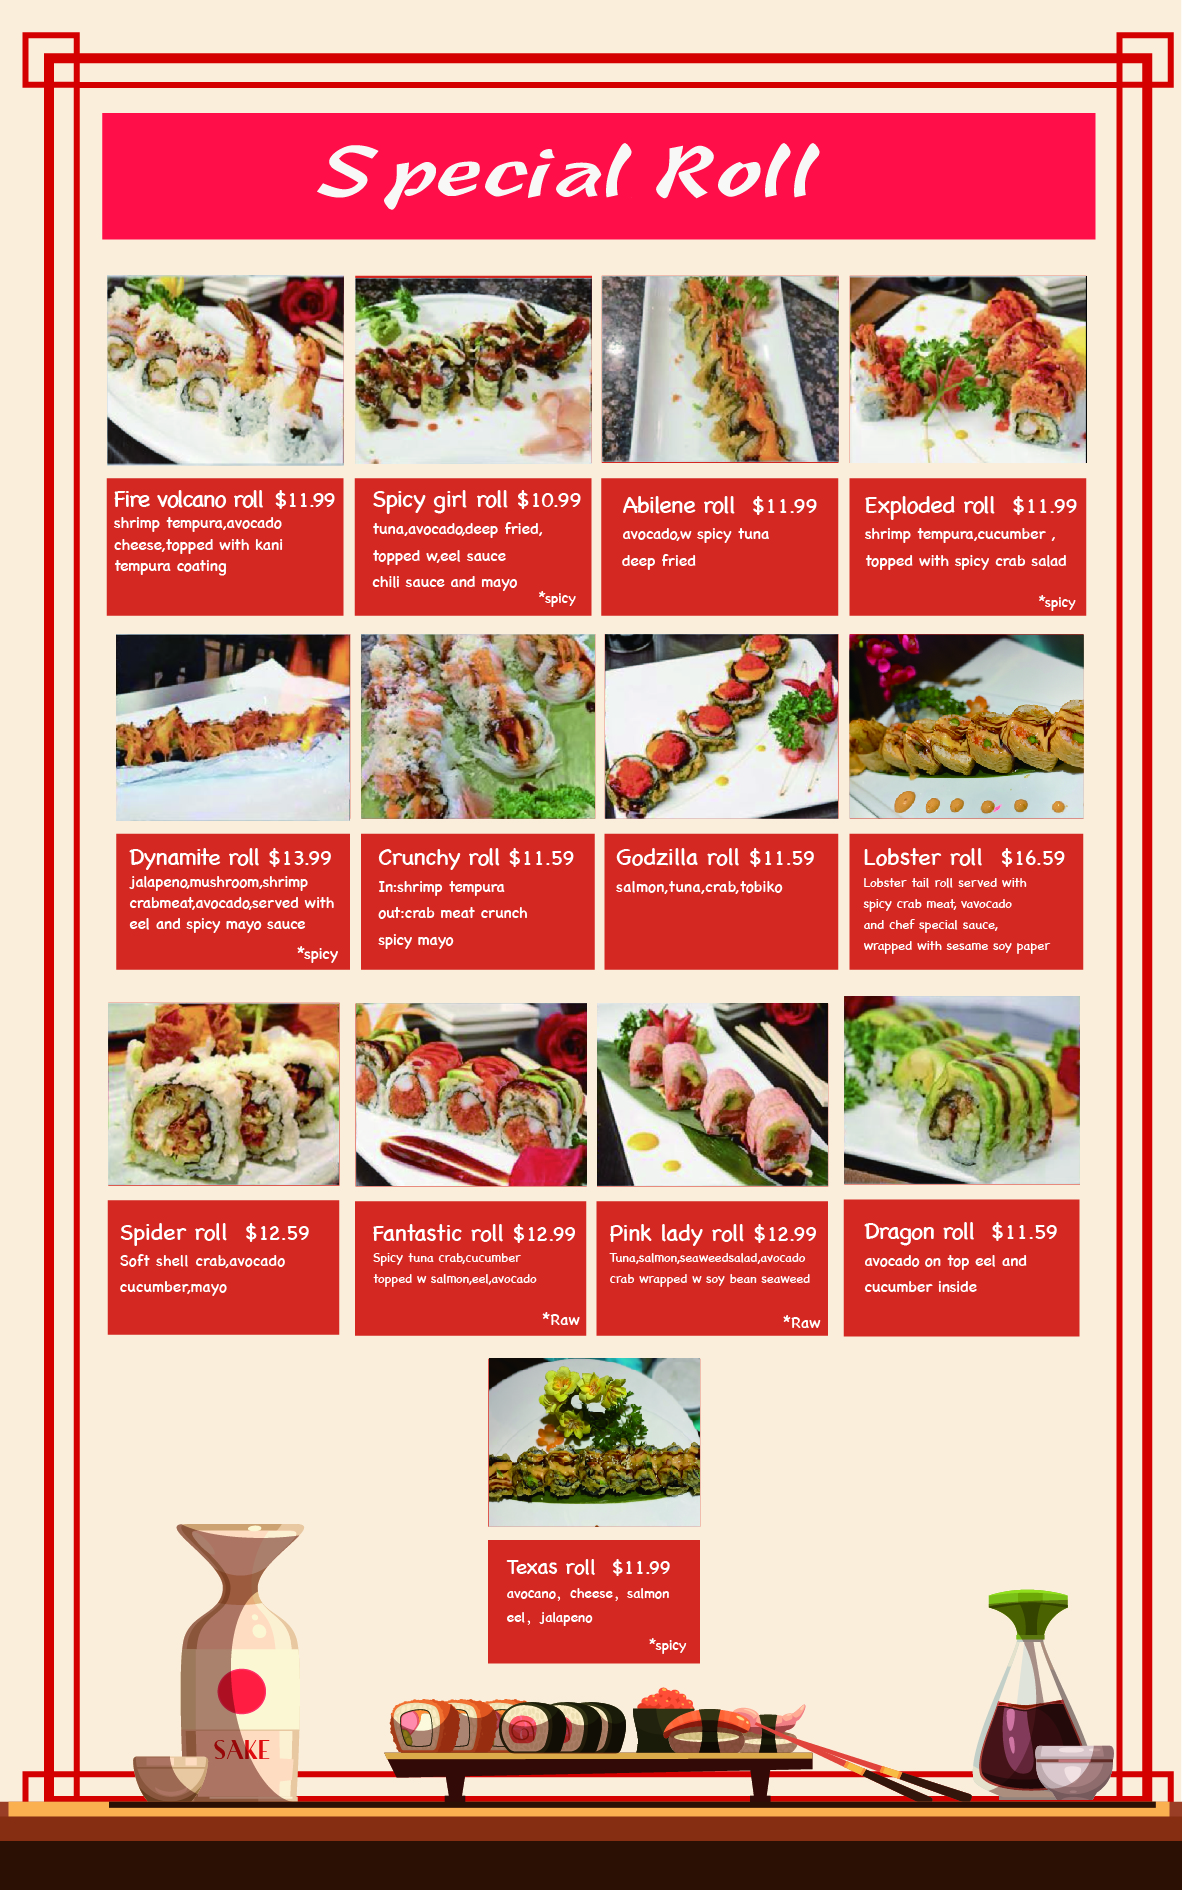 Special Roll
Fire volcano roll $11.99
shrimp tempura,avocado
cheese,topped with kani
tempura coating
Spicy girl roll $10.99
tuna,avocado,deep fried,
topped w,eel sauce
chili sauce and mayo
*spicy
Abilene roll $11.99
avocado,w spicy tuna
deep fried
Exploded roll $11.99
shrimp tempura,cucumber ,
topped with spicy crab salad
*spicy
Dynamite roll $13.99
jalapeno,mushroom,shrimp
crabmeat,avocado,served with
eel and spicy mayo sauce
*spicy
Crunchy roll $11.59
In:shrimp tempura
out:crab meat crunch
spicy mayo
Godzilla roll $11.59
salmon,tuna,crab,tobiko
Lobster roll $16.59
Lobster tail roll served with
spicy crab meat, vavocado
and chef special sauce,
wrapped with sesame soy paper
Spider roll $12.59
Soft shell crab,avocado
cucumber,mayo
Fantastic roll $12.99
Spicy tuna crab,cucumber
topped w salmon,eel,avocado
*Raw
Pink lady roll $12.99
Tuna,salmon,seaweedsalad,avocado
crab wrapped w soy bean seaweed
*Raw
Dragon roll $11.59
avocado on top eel and
cucumber inside
Texas roll $11.99
avocano, cheese, salmon
eel, jalapeno
*spicy
SAKE